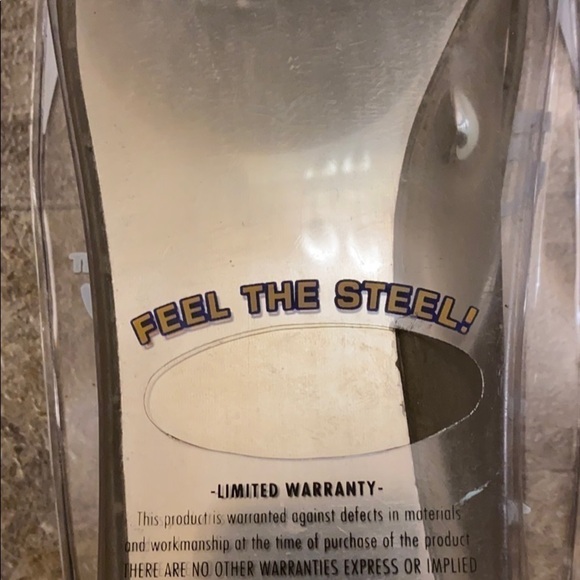 FEEL THE STEEL!
-LIMITED WARRANTY-
This product is warranted against defects in materials
and workmanship at the time of purchase of the product
THERE ARE NO OTHER WARRANTIES EXPRESS OR IMPLIED